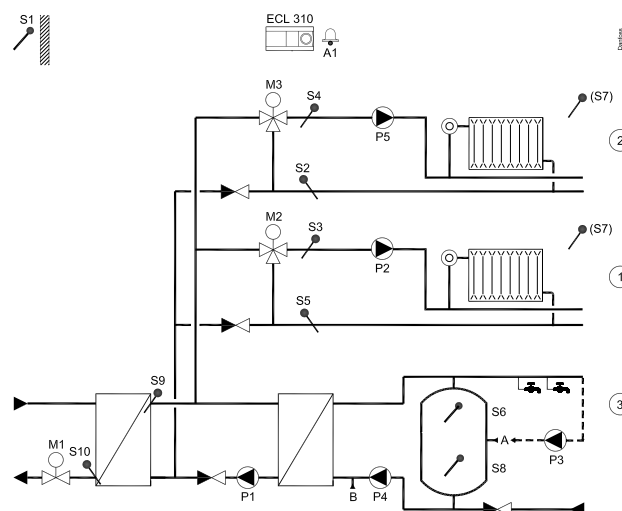 S1
ECL 310
A1
Danfoss
M3
S4
(S7)
P5
2
S2
M2
S3
(S7)
P2
1
S5
S9
3
S6
M1
S10
A
P3
S8
P1
B
P4